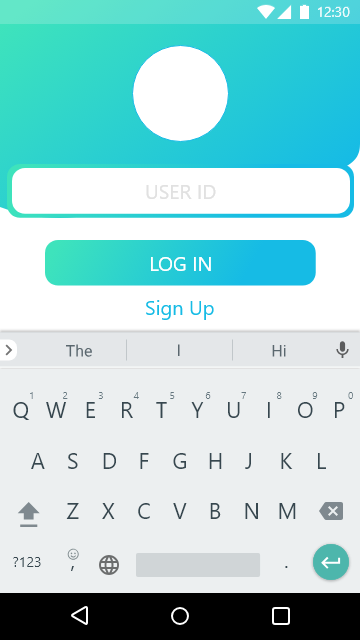 12:30
USER ID
LOG IN
Sign Up
The I Hi
1 2 3 4 5 6 7 8 9 0
Q W E R T Y U I O P
A S D F G H J K L
Z X C V B N M
?123 , .